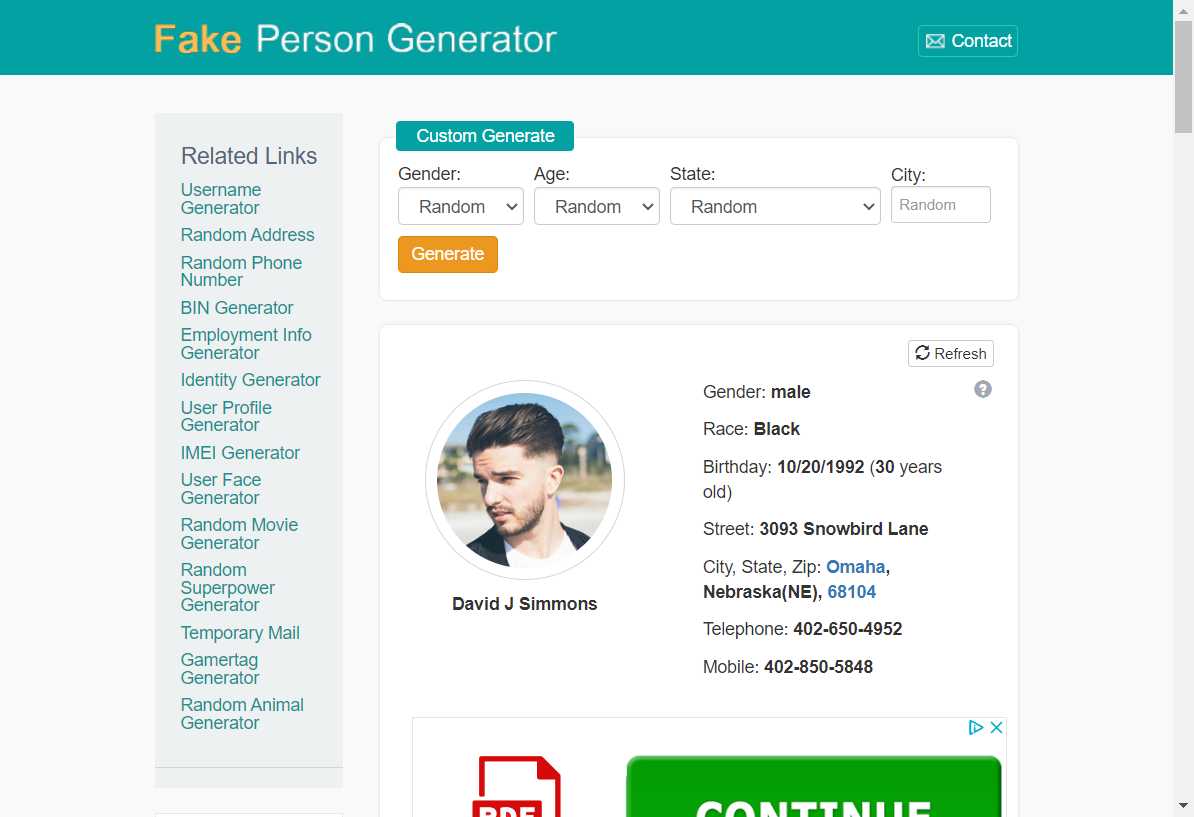 Fake Person Generator
Contact
Related Links
Username
Generator
Random Address
Random Phone
Number
BIN Generator
Employment Info
Generator
Identity Generator
User Profile
Generator
IMEI Generator
User Face
Generator
Random Movie
Generator
Random
Superpower
Generator
Temporary Mail
Gamertag
Generator
Random Animal
Generator
Custom Generate
Gender: Age: State: City:
Random Random Random Random
Generate
Refresh
David J Simmons
Gender: male
Race: Black
Birthday: 10/20/1992 (30 years
old)
Street: 3093 Snowbird Lane
City, State, Zip: Omaha,
Nebraska(NE), 68104
Telephone: 402-650-4952
Mobile: 402-850-5848
PDF
CONTINUE